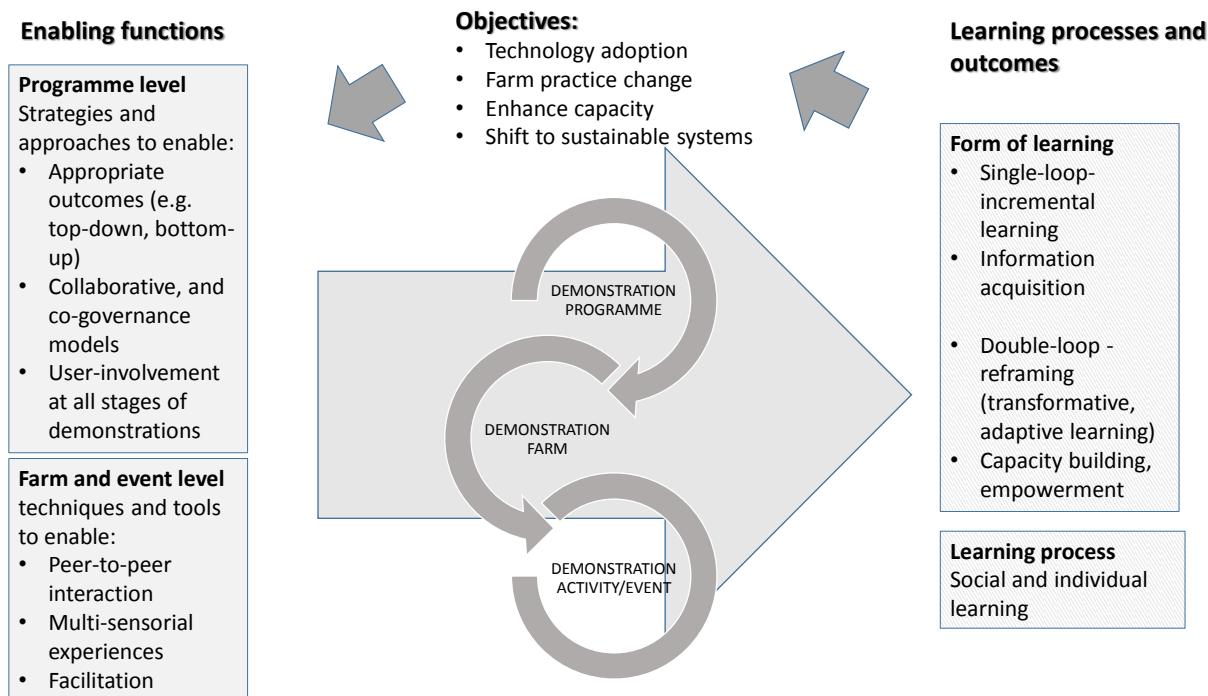 Enabling functions
Programme level
Strategies and
approaches to enable:
• Appropriate
outcomes (e.g.
top-down, bottom-
up)
• Collaborative, and
co-governance
models
• User-involvement
at all stages of
demonstrations
Farm and event level
techniques and tools
to enable:
• Peer-to-peer
interaction
• Multi-sensorial
experiences
• Facilitation
Objectives:
• Technology adoption
• Farm practice change
• Enhance capacity
• Shift to sustainable systems
DEMONSTRATION
PROGRAMME
DEMONSTRATION
FARM
DEMONSTRATION
ACTIVITY/EVENT
Learning processes and
outcomes
Form of learning
• Single-loop-
incremental
learning
• Information
acquisition
• Double-loop -
reframing
(transformative,
adaptive learning)
• Capacity building,
empowerment
Learning process
Social and individual
learning